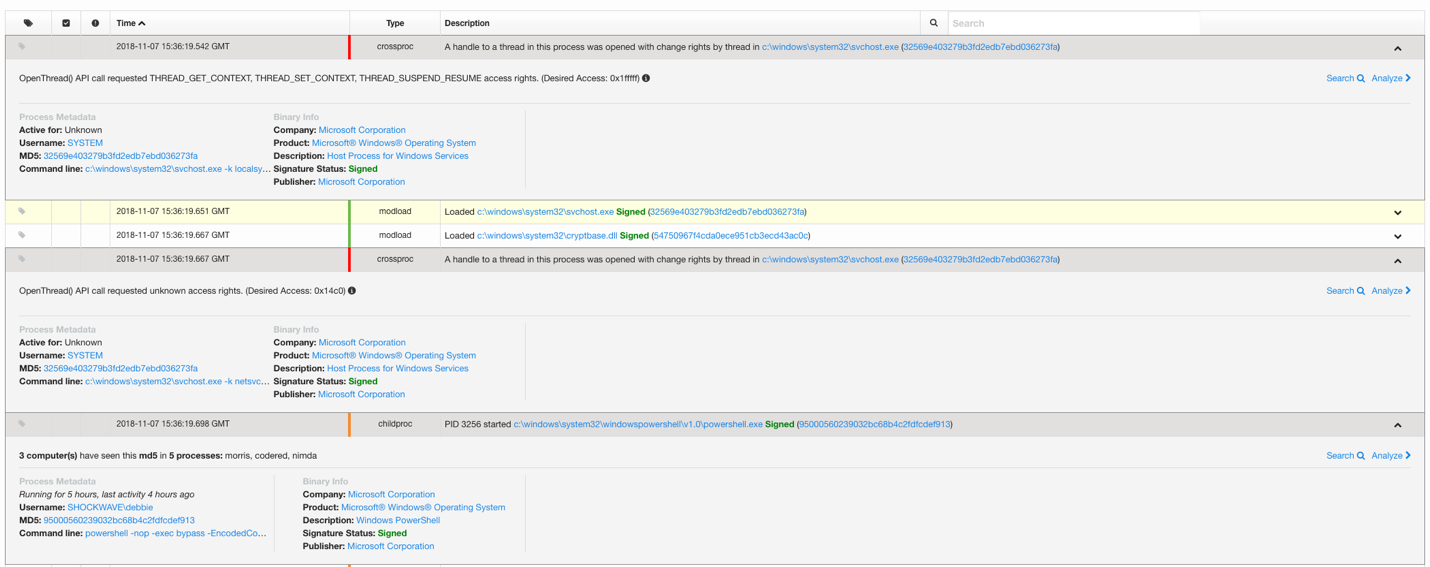 Time Type Description Search
2018-11-07 15:36:19.542 GMT crossproc A handle to a thread in this process was opened with change rights by thread in c:\windows\system32\svchost.exe (32569e403279b3fd2edb7ebd036273fa)
OpenThread() API call requested THREAD_GET_CONTEXT, THREAD_SET_CONTEXT, THREAD_SUSPEND_RESUME access rights. (Desired Access: 0x1fffff) Search Analyze
Process Metadata Binary Info
Active for: Unknown Company: Microsoft Corporation
Username: SYSTEM Product: Microsoft® Windows® Operating System
MD5: 32569e403279b3fd2edb7ebd036273fa Description: Host Process for Windows Services
Command line: c:\windows\system32\svchost.exe -k localsy... Signature Status: Signed
Publisher: Microsoft Corporation
2018-11-07 15:36:19.651 GMT modload Loaded c:\windows\system32\svchost.exe Signed (32569e403279b3fd2edb7ebd036273fa)
2018-11-07 15:36:19.667 GMT modload Loaded c:\windows\system32\cryptbase.dll Signed (54750967f4cda0ece951cb3ecd43ac0c)
2018-11-07 15:36:19.667 GMT crossproc A handle to a thread in this process was opened with change rights by thread in c:\windows\system32\svchost.exe (32569e403279b3fd2edb7ebd036273fa)
OpenThread() API call requested unknown access rights. (Desired Access: 0x14c0) Search Analyze
Process Metadata Binary Info
Active for: Unknown Company: Microsoft Corporation
Username: SYSTEM Product: Microsoft® Windows® Operating System
MD5: 32569e403279b3fd2edb7ebd036273fa Description: Host Process for Windows Services
Command line: c:\windows\system32\svchost.exe -k netsvc... Signature Status: Signed
Publisher: Microsoft Corporation
2018-11-07 15:36:19.698 GMT childproc PID 3256 started c:\windows\system32\windowspowershell\v1.0\powershell.exe Signed (95000560239032bc68b4c2fdfcdef913)
3 computer(s) have seen this md5 in 5 processes: morris, codered, nimda Search Analyze
Process Metadata Binary Info
Running for 5 hours, last activity 4 hours ago Company: Microsoft Corporation
Username: SHOCKWAVE\debbie Product: Microsoft® Windows® Operating System
MD5: 95000560239032bc68b4c2fdfcdef913 Description: Windows PowerShell
Command line: powershell -nop -exec bypass -EncodedCo... Signature Status: Signed
Publisher: Microsoft Corporation